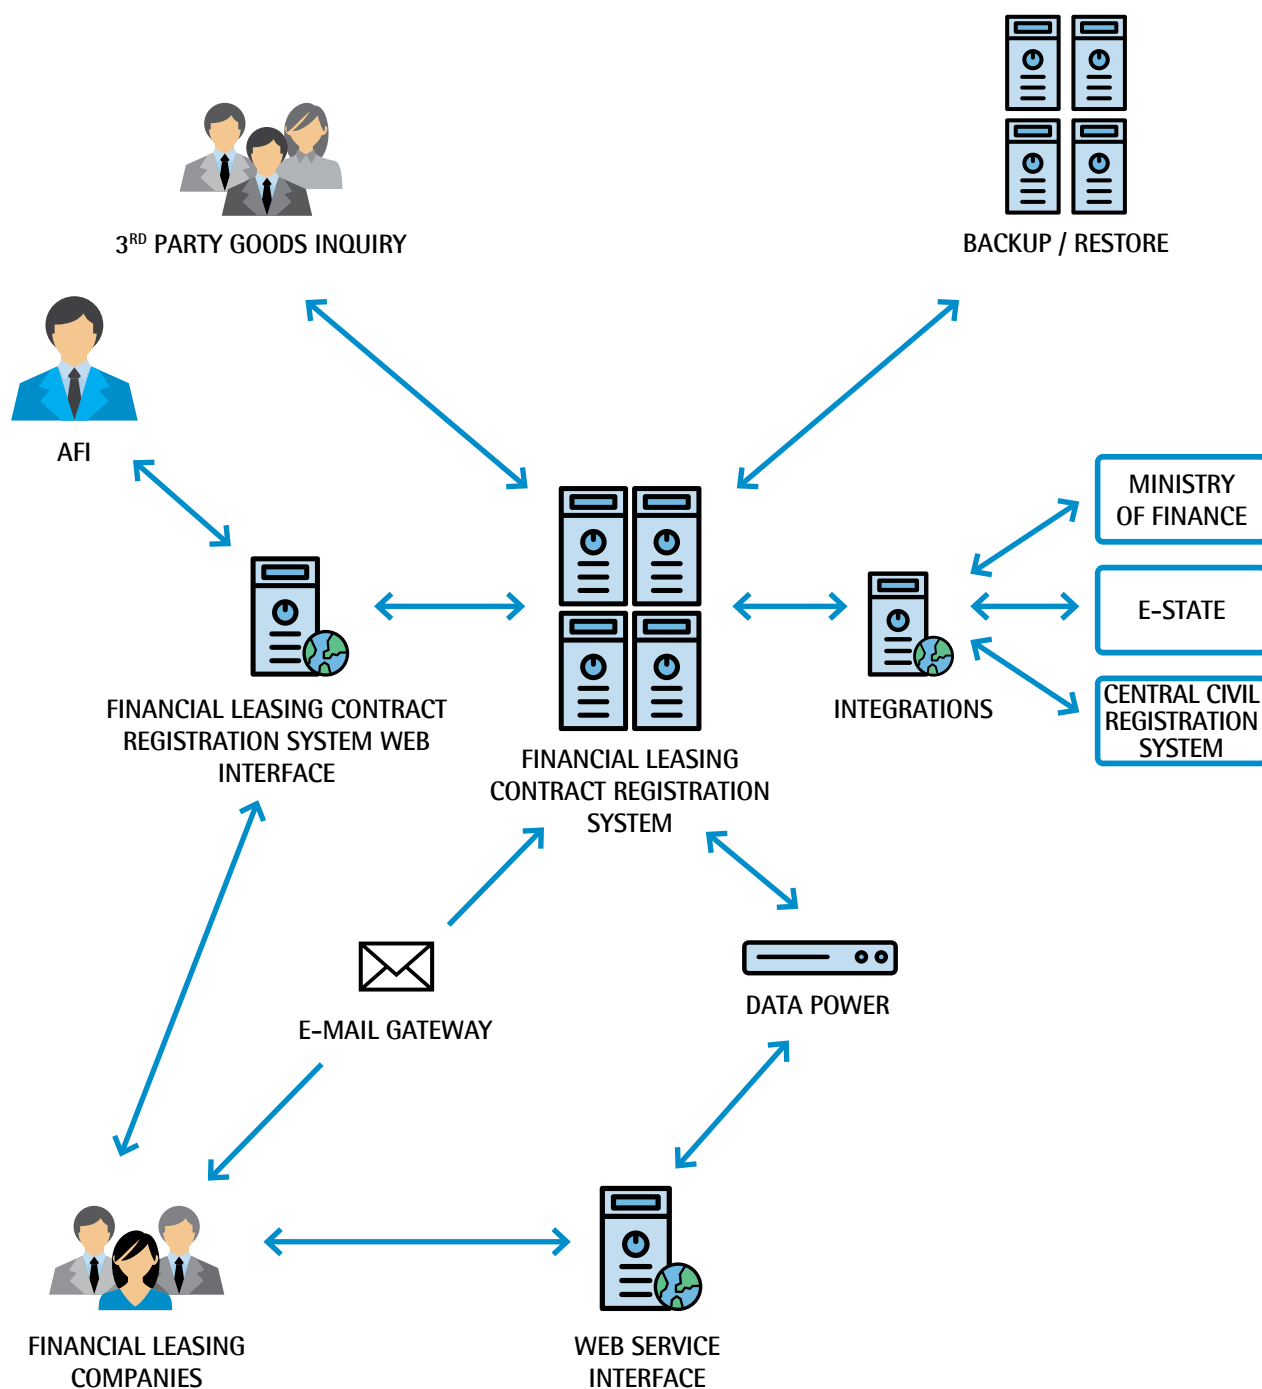 3RD PARTY GOODS INQUIRY
BACKUP / RESTORE
AFI
MINISTRY
OF FINANCE
E-STATE
CENTRAL CIVIL
REGISTRATION
SYSTEM
FINANCIAL LEASING CONTRACT
REGISTRATION SYSTEM WEB
INTERFACE
FINANCIAL LEASING
CONTRACT REGISTRATION
SYSTEM
INTEGRATIONS
E-MAIL GATEWAY
DATA POWER
FINANCIAL LEASING
COMPANIES
WEB SERVICE
INTERFACE